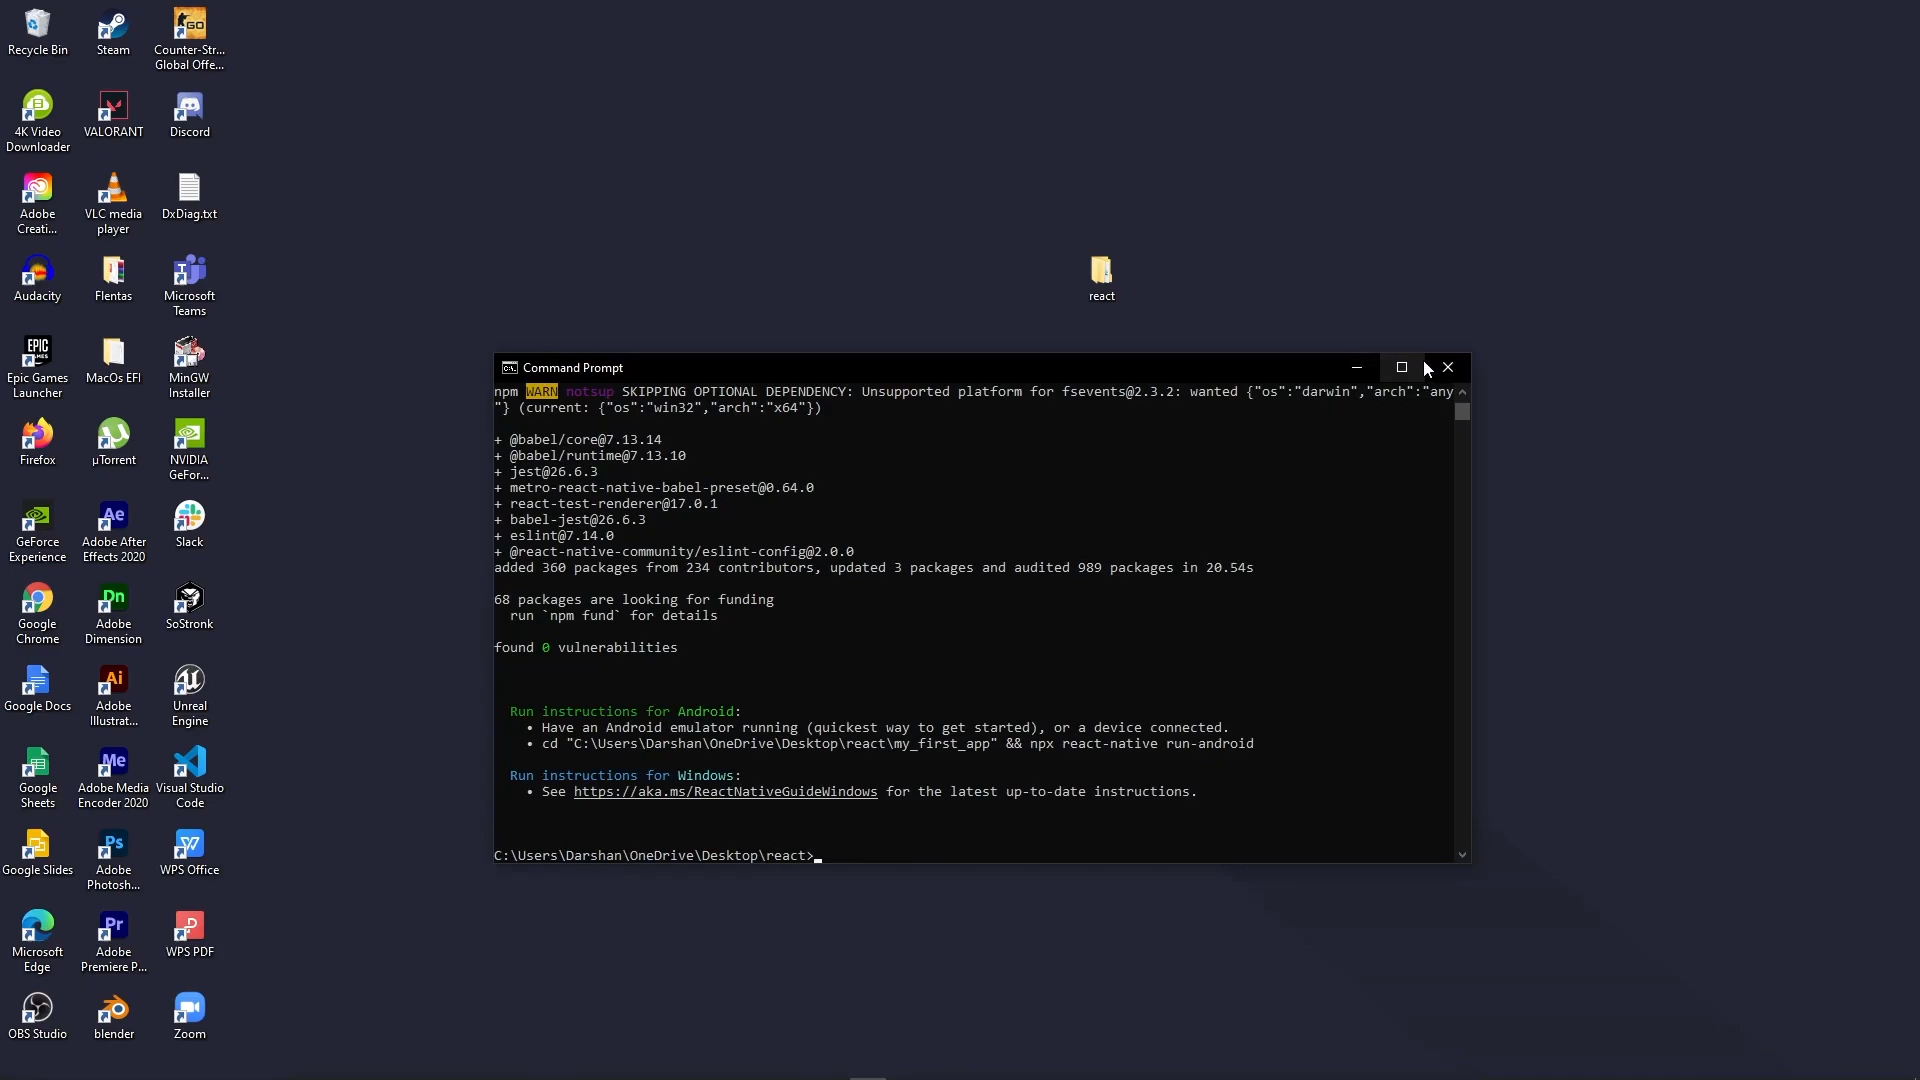 Recycle Bin
Steam
Counter-Str...
Global Offe...
GO
4K Video
Downloader
VALORANT
Discord
Adobe
Creati...
VLC media
player
DxDiag.txt
Audacity
Flentas
Microsoft
Teams
T
react
EPIC
GAMES
Epic Games
Launcher
MacOs EFI
MinGW
Installer
Firefox
µTorrent
NVIDIA
GeFor...
GeForce
Experience
Ae
Adobe After
Effects 2020
Slack
Google
Chrome
Dn
Adobe
Dimension
SoStronk
Google Docs
Ai
Adobe
Illustrat...
Unreal
Engine
Google
Sheets
Me
Adobe Media
Encoder 2020
Visual Studio
Code
Google Slides
Ps
Adobe
Photosh...
WPS Office
Microsoft
Edge
Pr
Adobe
Premiere P...
WPS PDF
OBS Studio
blender
Zoom
Command Prompt
npm WARN notsup SKIPPING OPTIONAL DEPENDENCY: Unsupported platform for fsevents@2.3.2: wanted {"os":"darwin","arch":"any
"} (current: {"os":"win32","arch":"x64"})
+ @babel/core@7.13.14
+ @babel/runtime@7.13.10
+ jest@26.6.3
+ metro-react-native-babel-preset@0.64.0
+ react-test-renderer@17.0.1
+ babel-jest@26.6.3
+ eslint@7.14.0
+ @react-native-community/eslint-config@2.0.0
added 360 packages from 234 contributors, updated 3 packages and audited 989 packages in 20.54s
68 packages are looking for funding
run `npm fund` for details
found 0 vulnerabilities
Run instructions for Android:
• Have an Android emulator running (quickest way to get started), or a device connected.
• cd "C:\Users\Darshan\OneDrive\Desktop\react\my_first_app" && npx react-native run-android
Run instructions for Windows:
• See https://aka.ms/ReactNativeGuideWindows for the latest up-to-date instructions.
C:\Users\Darshan\OneDrive\Desktop\react>